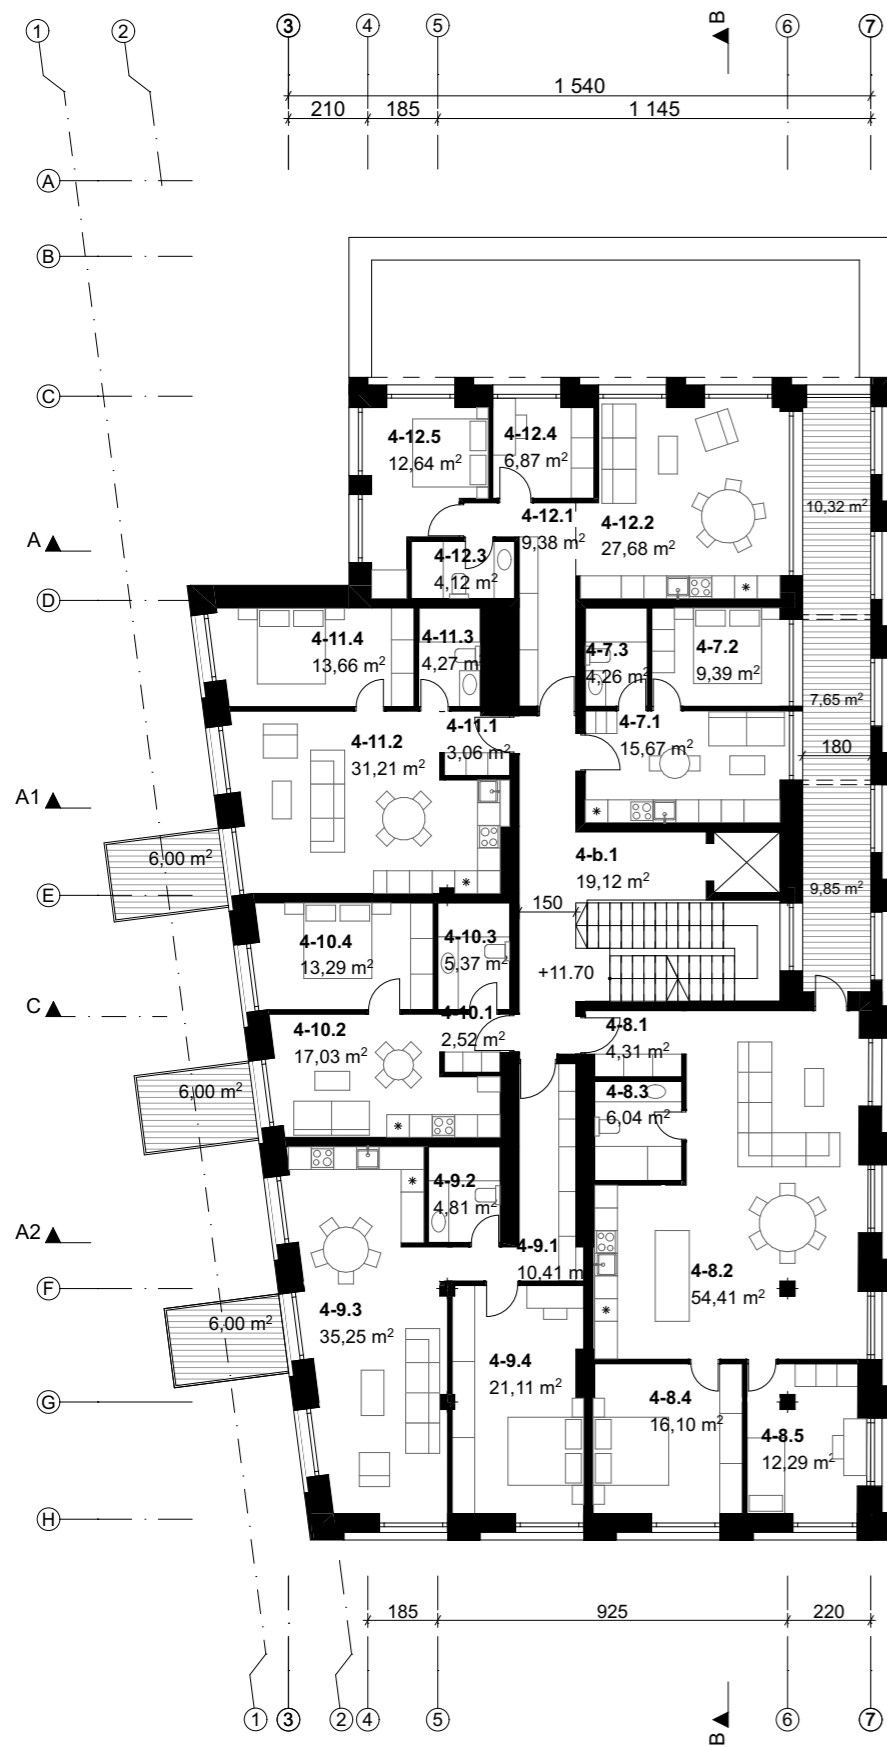 1
2
3
4
5
B
6
7
1 540
210
185
1 145
A
B
C
4-12.5
12,64 m²
4-12.4
6,87 m²
4-12.1
9,38 m²
4-12.2
27,68 m²
10,32 m²
A
4-12.3
4,12 m²
D
4-11.4
13,66 m²
4-11.3
4,27 m²
4-7.3
4,26 m²
4-7.2
9,39 m²
7,65 m²
4-11.2
31,21 m²
4-11.1
3,06 m²
4-7.1
15,67 m²
180
A1
6,00 m²
4-b.1
19,12 m²
9,85 m²
E
150
4-10.4
13,29 m²
4-10.3
5,37 m²
+11.70
C
4-10.2
17,03 m²
4-10.1
2,52 m²
4-8.1
4,31 m²
6,00 m²
4-8.3
6,04 m²
4-9.2
4,81 m²
A2
4-9.1
10,41 m
4-8.2
54,41 m²
F
4-9.3
35,25 m²
6,00 m²
4-9.4
21,11 m²
G
4-8.4
16,10 m²
4-8.5
12,29 m²
H
185
925
220
1
3
2
4
5
B
6
7